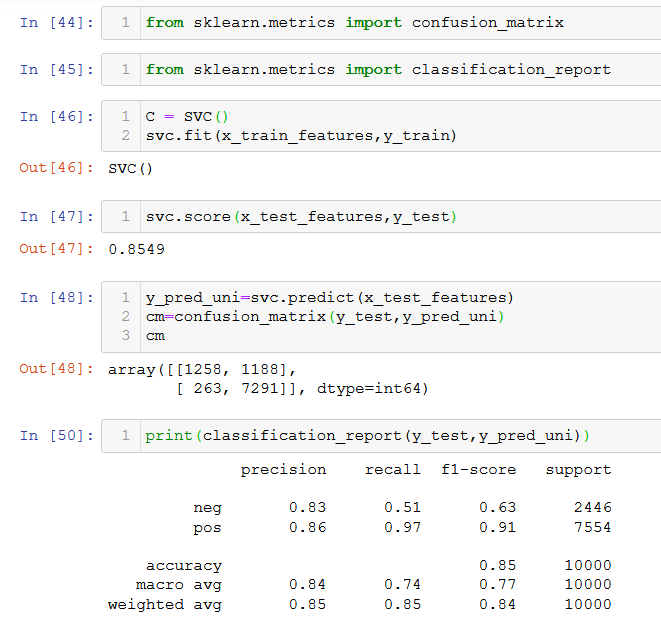 In [44]: 1 from sklearn.metrics import confusion_matrix
In [45]: 1 from sklearn.metrics import classification_report
In [46]: 1 C = SVC()
2 svc.fit(x_train_features,y_train)
Out[46]: SVC()
In [47]: 1 svc.score(x_test_features,y_test)
Out[47]: 0.8549
In [48]: 1 y_pred_uni=svc.predict(x_test_features)
2 cm=confusion_matrix(y_test,y_pred_uni)
3 cm
Out[48]: array([[1258, 1188],
[ 263, 7291]], dtype=int64)
In [50]: 1 print(classification_report(y_test,y_pred_uni))
precision recall f1-score support
neg 0.83 0.51 0.63 2446
pos 0.86 0.97 0.91 7554
accuracy 0.85 10000
macro avg 0.84 0.74 0.77 10000
weighted avg 0.85 0.85 0.84 10000